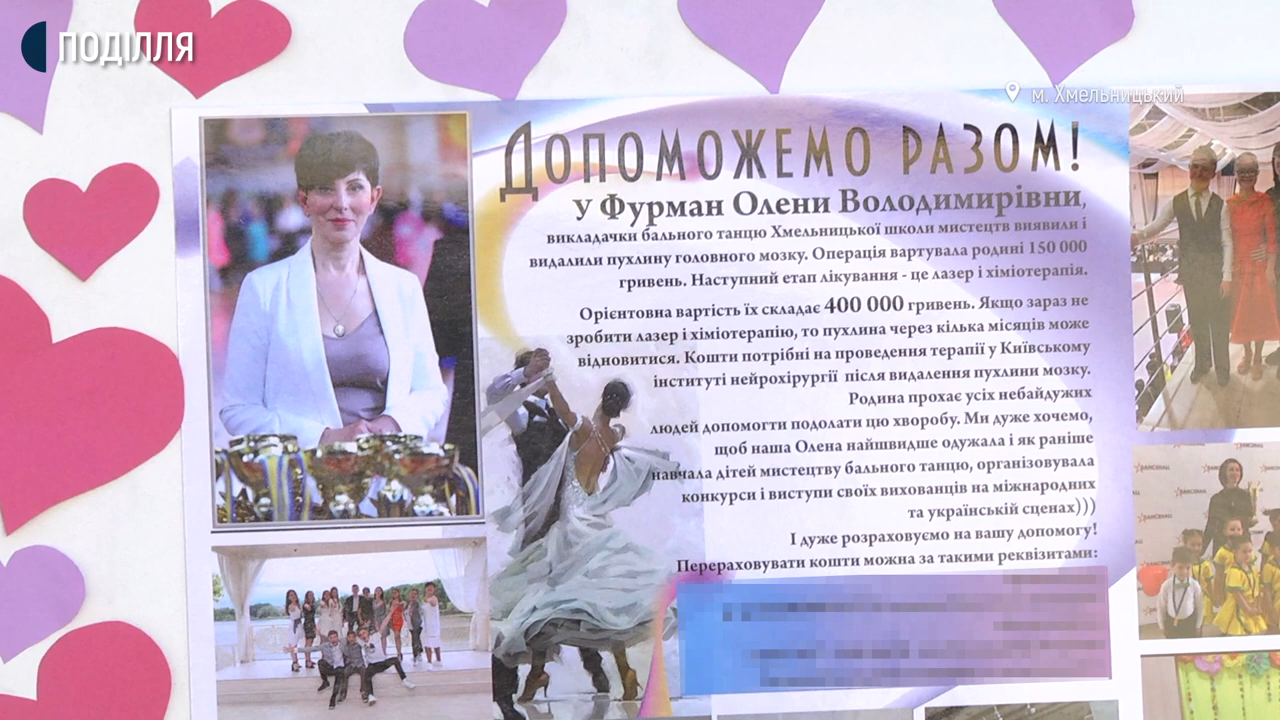 ПОДІЛЛЯ
м. Хмельницький
ДОПОМОЖЕМО РАЗОМ!
У Фурман Олени Володимирівни,
викладачки бального танцю Хмельницької школи мистецтв виявили і
видалили пухлину головного мозку. Операція вартувала родині 150 000
гривень. Наступний етап лікування - це лазер і хіміотерапія.
Орієнтовна вартість їх складає 400 000 гривень. Якщо зараз не
зробити лазер і хіміотерапію, то пухлина через кілька місяців може
відновитися. Кошти потрібні на проведення терапії у Київському
інституті нейрохірургії після видалення пухлини мозку.
Родина прохає усіх небайдужих
людей допомогти подолати цю хворобу. Ми дуже хочемо,
щоб наша Олена найшвидше одужала і як раніше
навчала дітей мистецтву бального танцю, організовувала
конкурси і виступи своїх вихованців на міжнародних
та українській сценах)))
І дуже розраховуємо на вашу допомогу!
Перераховувати кошти можна за такими реквізитами: